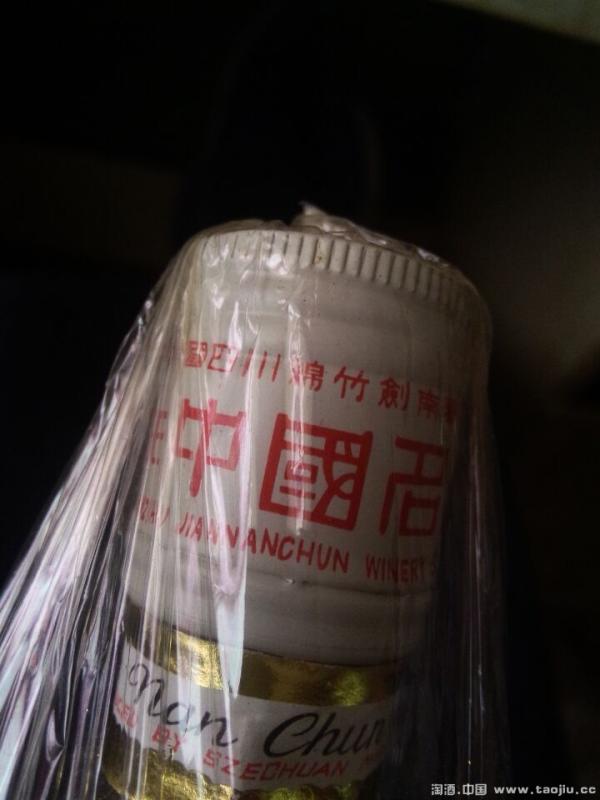 國四川綿竹劍南春
中國名
JIANNANCHUN WINERY
Nan Chun
BY SZECHUAN
淘酒.中国 www.taojiu.cc